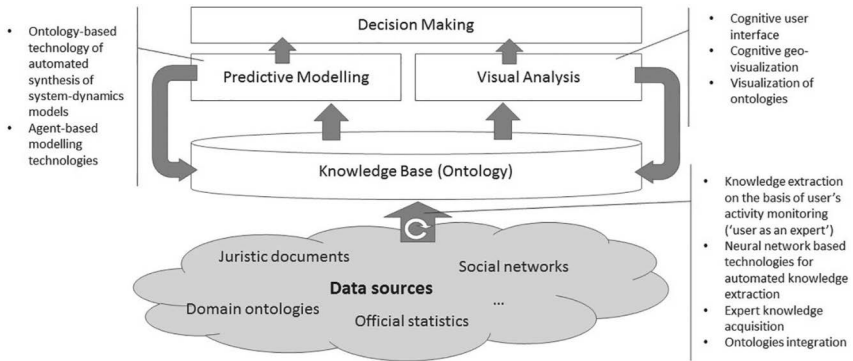 Decision Making
• Ontology-based
technology of
automated
synthesis of
system-dynamics
models
• Agent-based
modelling
technologies
Predictive Modelling
Visual Analysis
• Cognitive user
interface
• Cognitive geo-
visualization
• Visualization of
ontologies
Knowledge Base (Ontology)
• Knowledge extraction
on the basis of user's
activity monitoring
('user as an expert')
• Neural network based
technologies for
automated knowledge
extraction
• Expert knowledge
acquisition
• Ontologies integration
Juristic documents
Social networks
Data sources
Domain ontologies
...
Official statistics